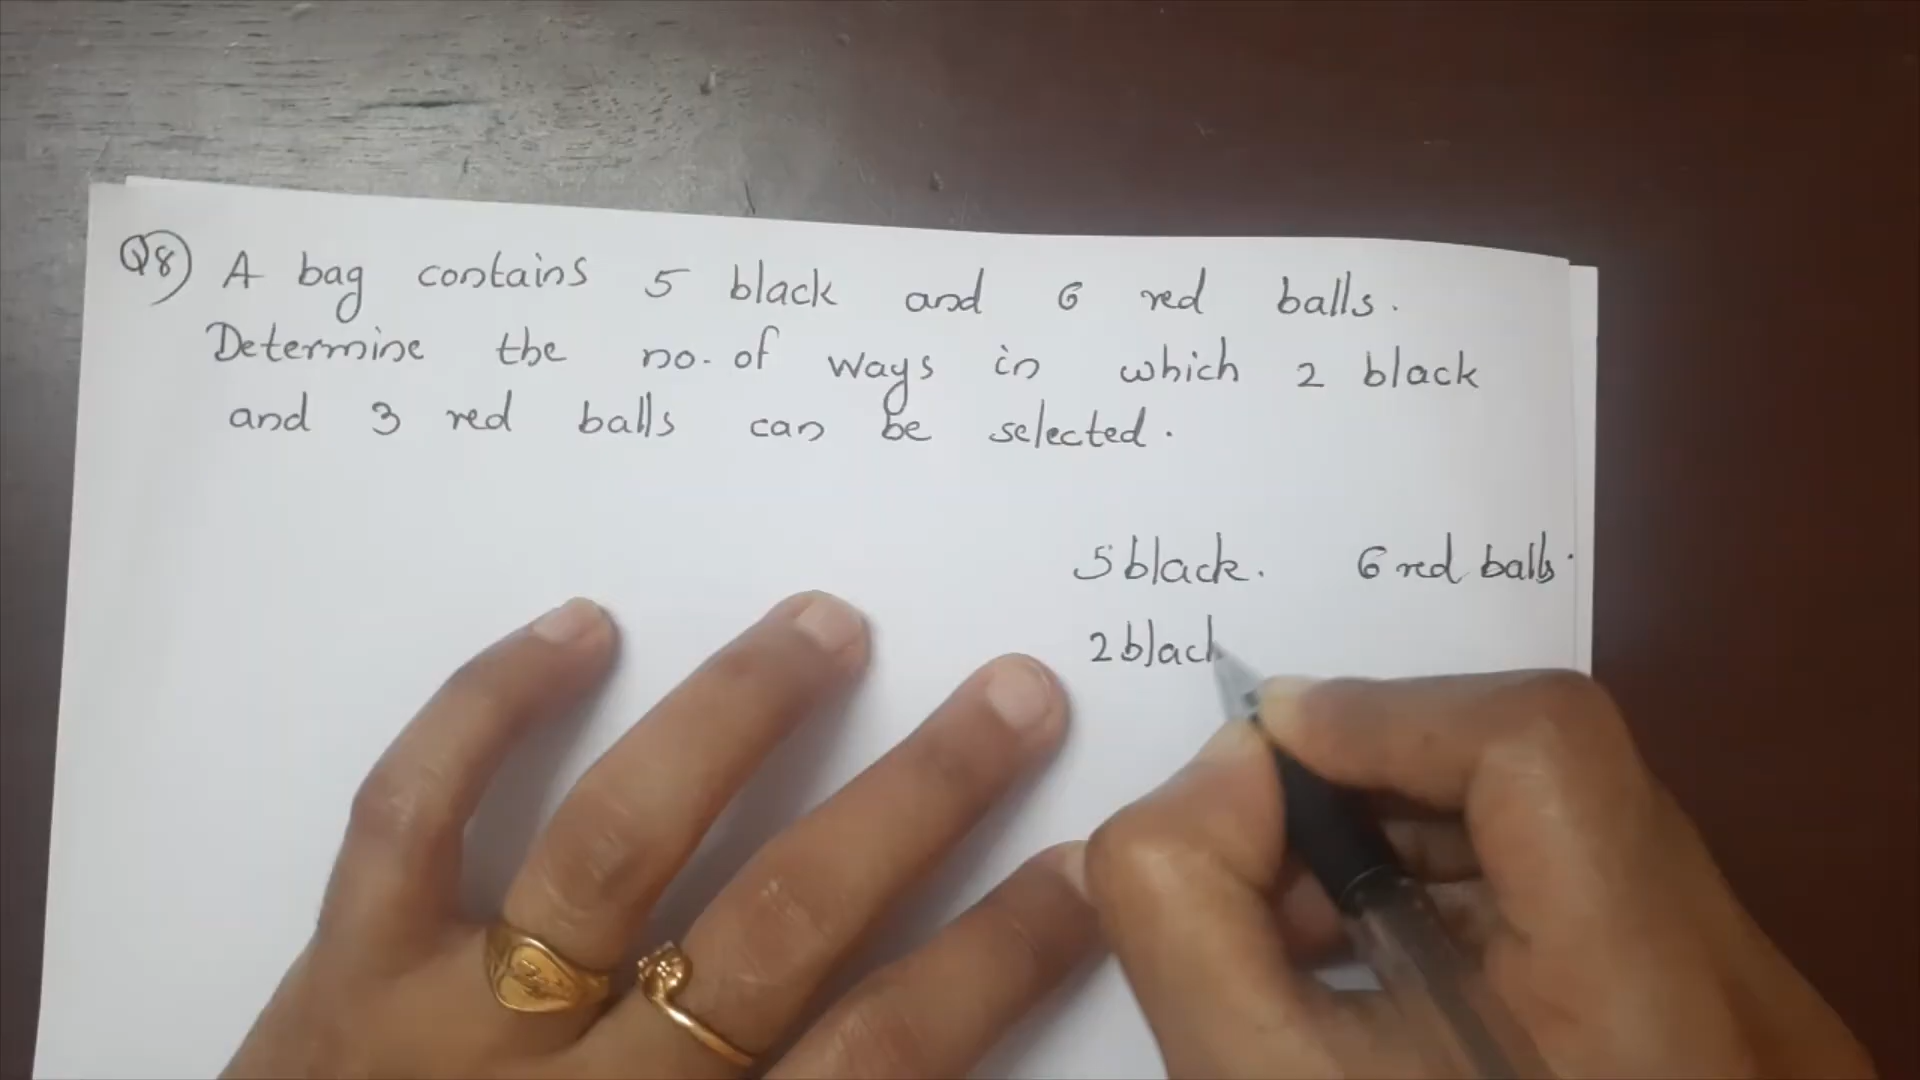 Q8) A bag contains 5 black and 6 red balls.
Determine the no. of ways in which 2 black
and 3 red balls can be selected.
5 black. 6 red balls.
2 black